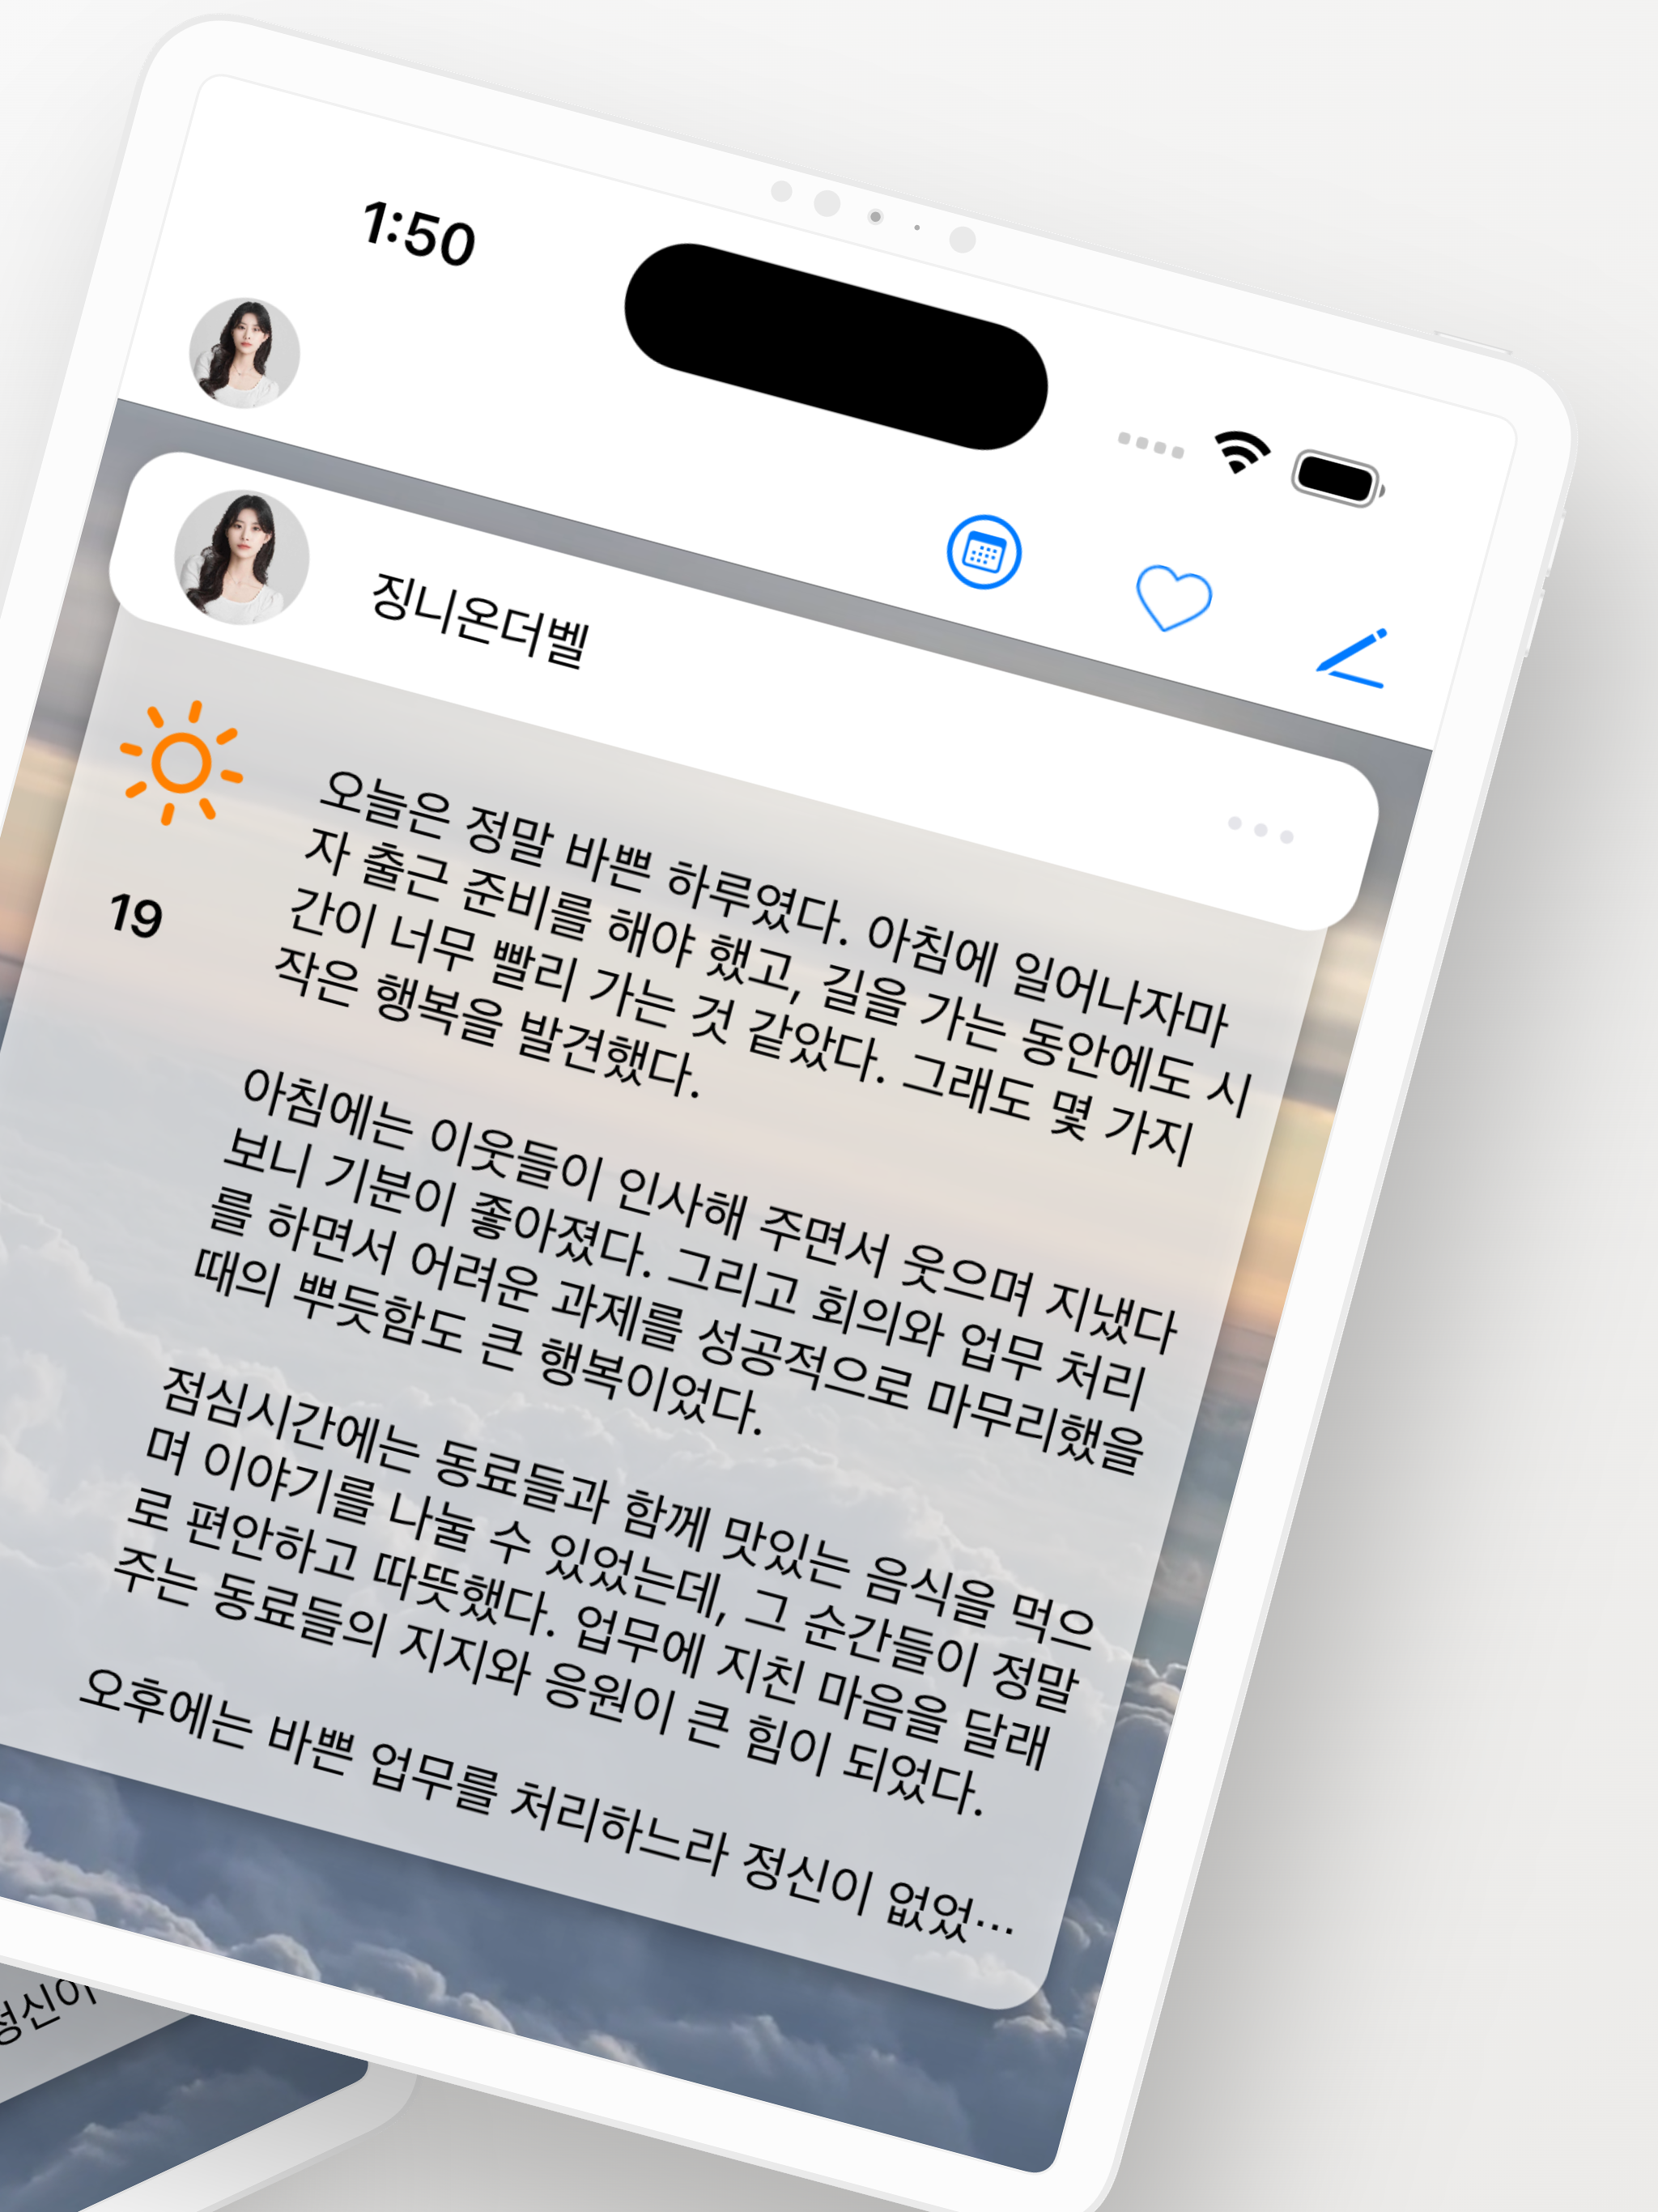 1:50
징니온더벨
19
오늘은 정말 바쁜 하루였다. 아침에 일어나자마
자 출근 준비를 해야 했고, 길을 가는 동안에도 시
간이 너무 빨리 가는 것 같았다. 그래도 몇 가지
작은 행복을 발견했다.
아침에는 이웃들이 인사해 주면서 웃으며 지냈다
보니 기분이 좋아졌다. 그리고 회의와 업무 처리
를 하면서 어려운 과제를 성공적으로 마무리했을
때의 뿌듯함도 큰 행복이었다.
점심시간에는 동료들과 함께 맛있는 음식을 먹으
며 이야기를 나눌 수 있었는데, 그 순간들이 정말
로 편안하고 따뜻했다. 업무에 지친 마음을 달래
주는 동료들의 지지와 응원이 큰 힘이 되었다.
오후에는 바쁜 업무를 처리하느라 정신이 없었…
정신이